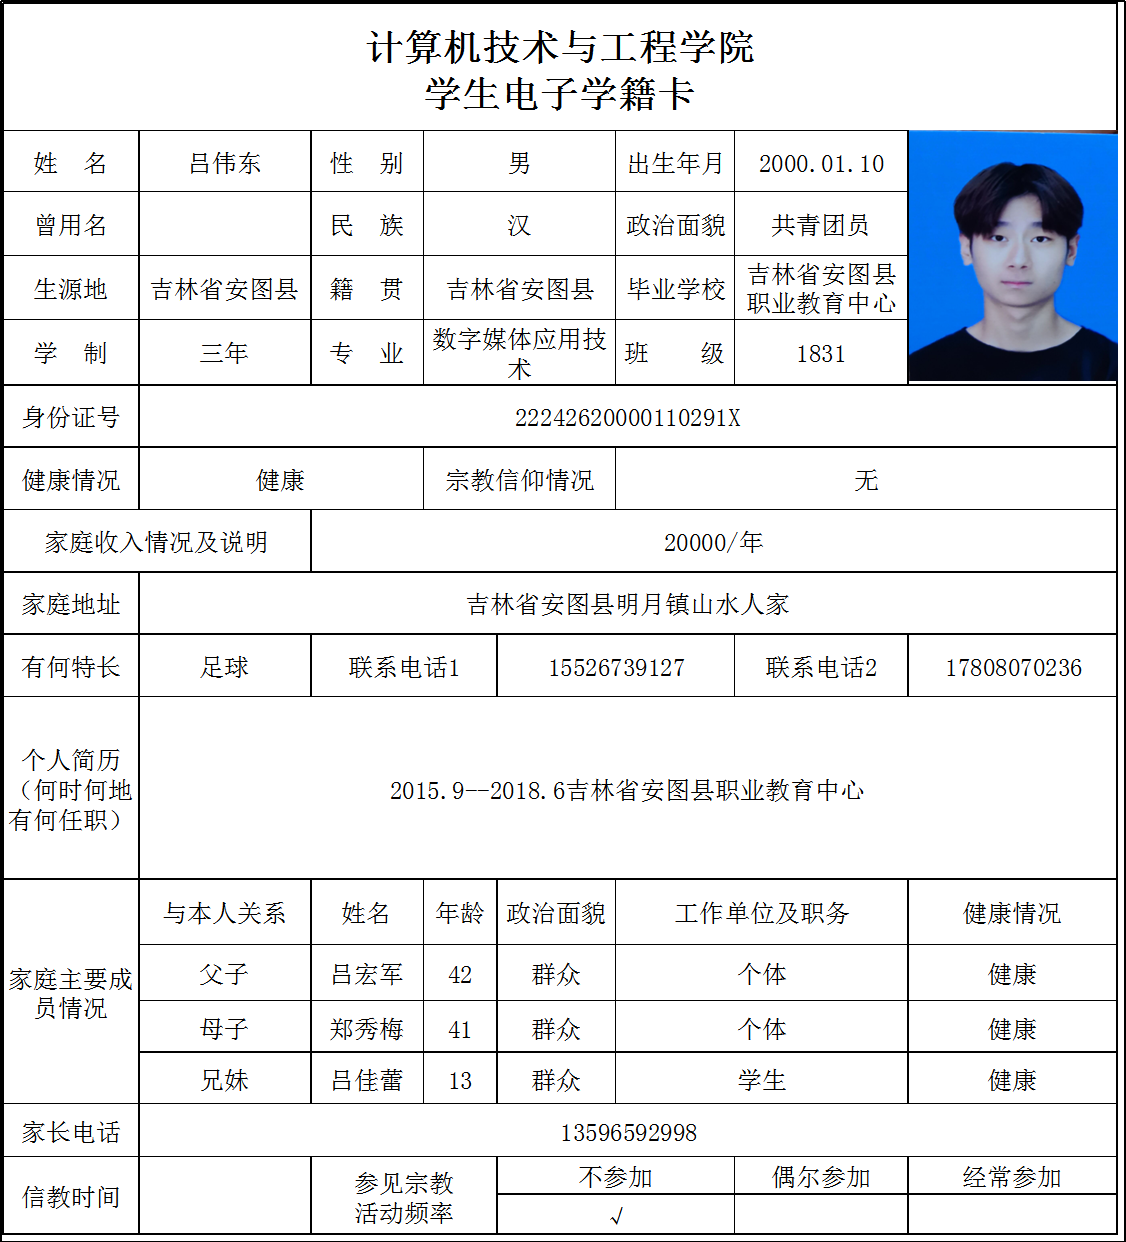 计算机技术与工程学院
学生电子学籍卡
姓 名 吕伟东 性 别 男 出生年月 2000.01.10
曾用名 民 族 汉 政治面貌 共青团员
生源地 吉林省安图县 籍 贯 吉林省安图县 毕业学校 吉林省安图县
职业教育中心
学 制 三年 专 业 数字媒体应用技
术 班 级 1831
身份证号 22242620000110291X
健康情况 健康 宗教信仰情况 无
家庭收入情况及说明 20000/年
家庭地址 吉林省安图县明月镇山水人家
有何特长 足球 联系电话1 15526739127 联系电话2 17808070236
个人简历
（何时何地
有何任职）
2015.9--2018.6吉林省安图县职业教育中心
家庭主要成
员情况
与本人关系 姓名 年龄 政治面貌 工作单位及职务 健康情况
父子 吕宏军 42 群众 个体 健康
母子 郑秀梅 41 群众 个体 健康
兄妹 吕佳蕾 13 群众 学生 健康
家长电话 13596592998
信教时间 参见宗教
活动频率
不参加 偶尔参加 经常参加
√